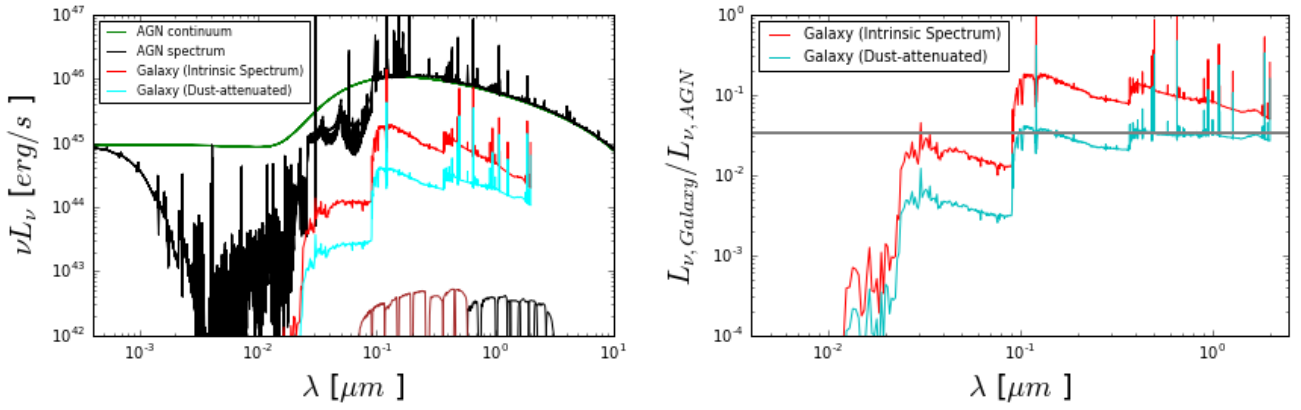 10^47
10^46
10^45
10^44
10^43
10^42
νL_ν [erg/s]
AGN continuum
AGN spectrum
Galaxy (Intrinsic Spectrum)
Galaxy (Dust-attenuated)
10^-3
10^-2
10^-1
10^0
10^1
λ [μm]
10^0
10^-1
10^-2
10^-3
10^-4
L_ν,Galaxy/L_ν,AGN
Galaxy (Intrinsic Spectrum)
Galaxy (Dust-attenuated)
10^-2
10^-1
10^0
λ [μm]